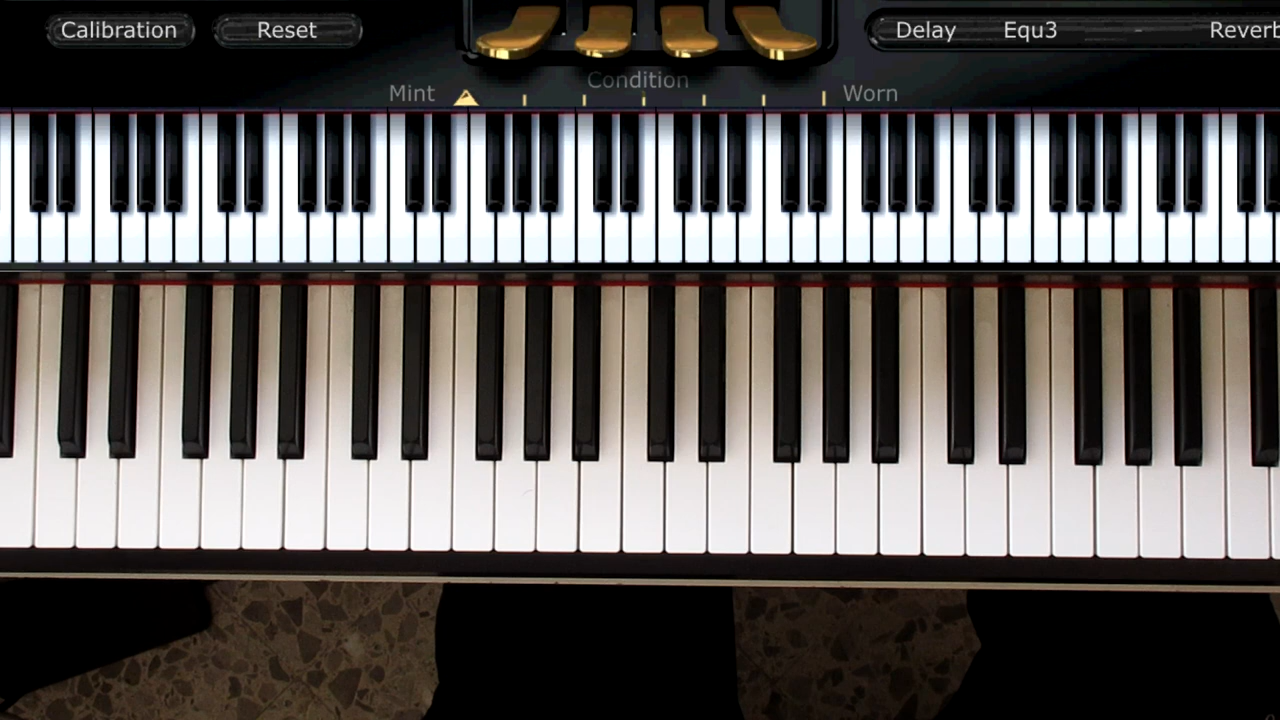 Calibration
Reset
Delay
Equ3
-
Reverb
Condition
Mint
Worn